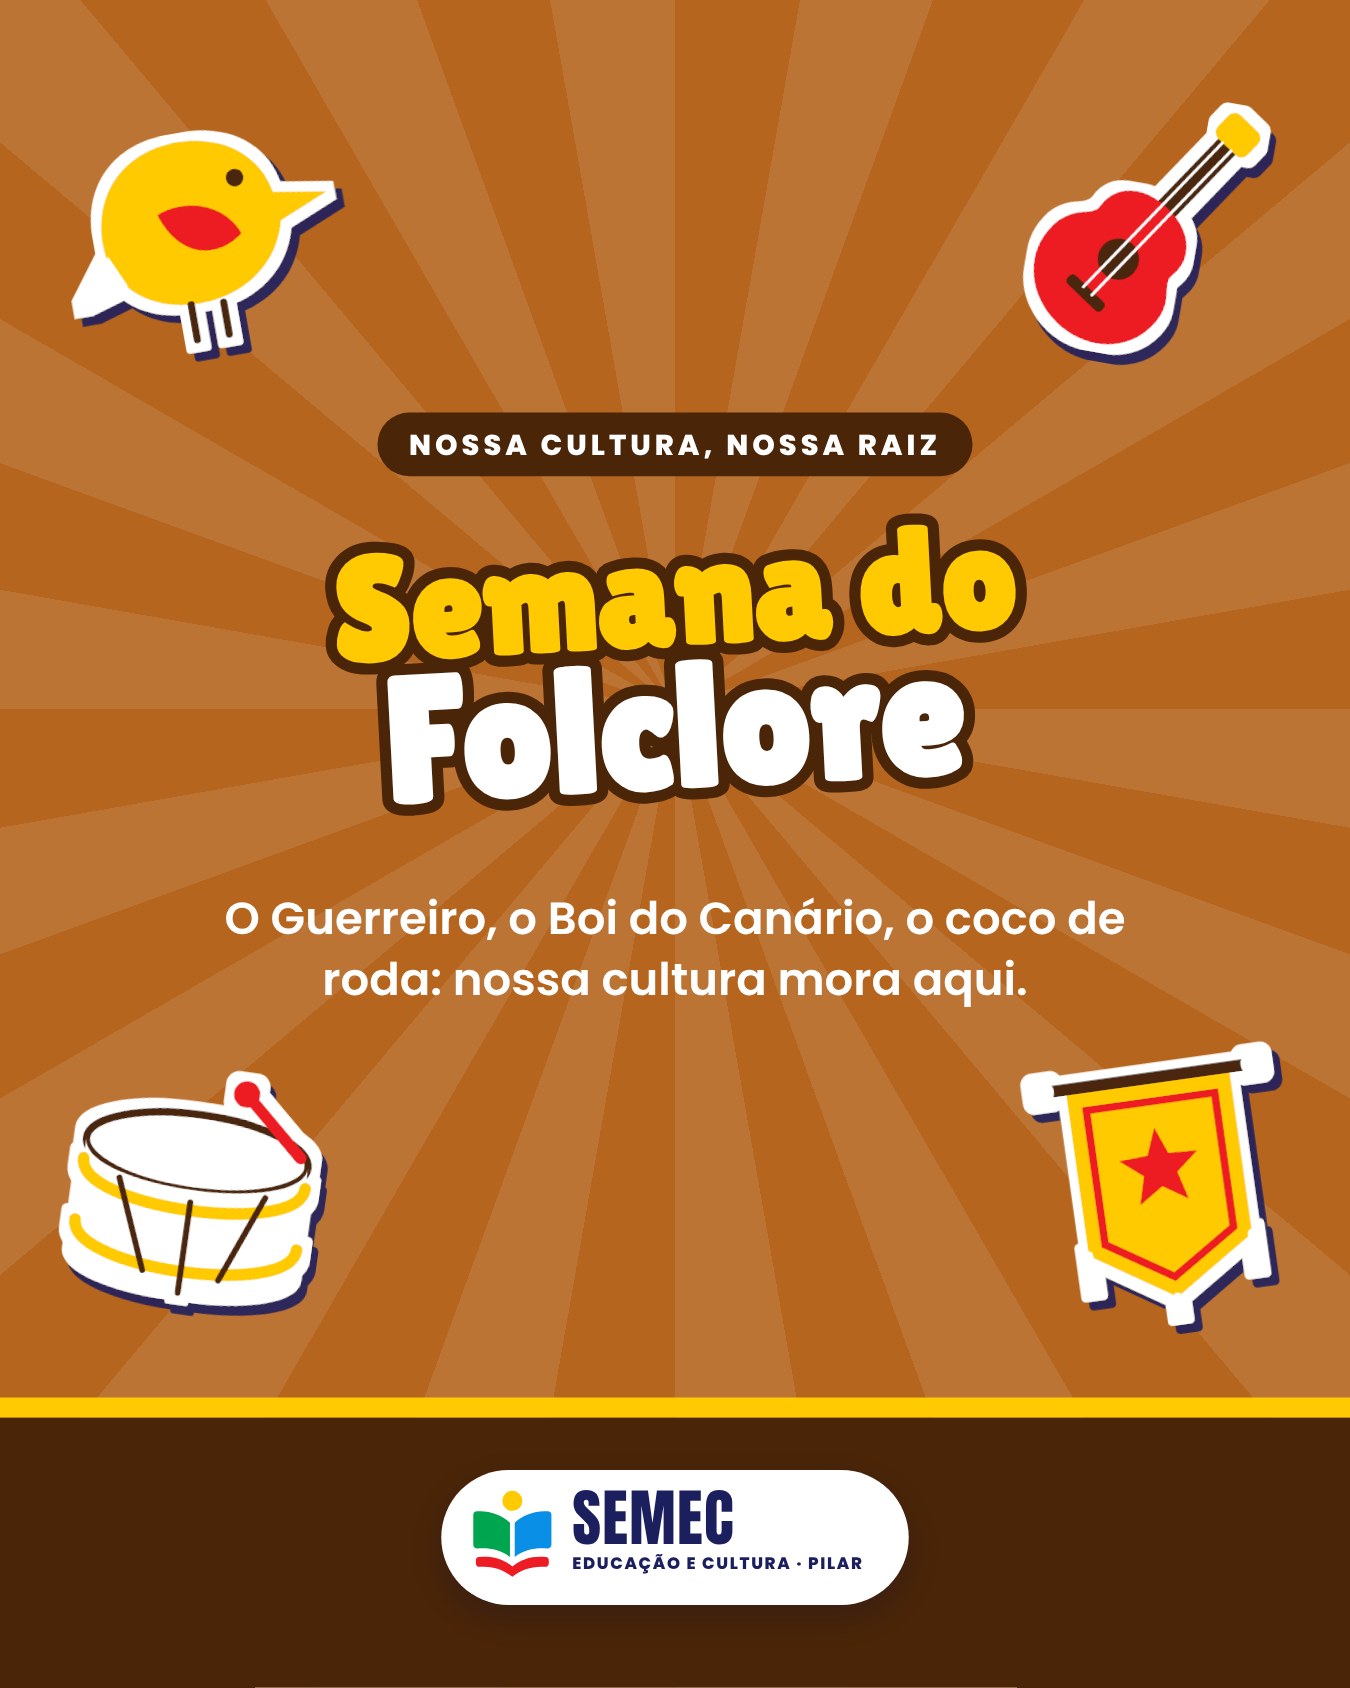 NOSSA CULTURA, NOSSA RAIZ
Semana do
Folclore
O Guerreiro, o Boi do Canário, o coco de
roda: nossa cultura mora aqui.
SEMEC
EDUCAÇÃO E CULTURA · PILAR